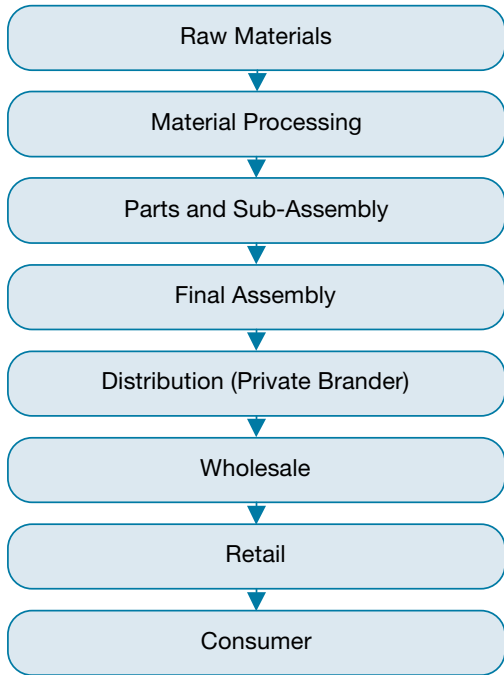 Raw Materials
Material Processing
Parts and Sub-Assembly
Final Assembly
Distribution (Private Brander)
Wholesale
Retail
Consumer